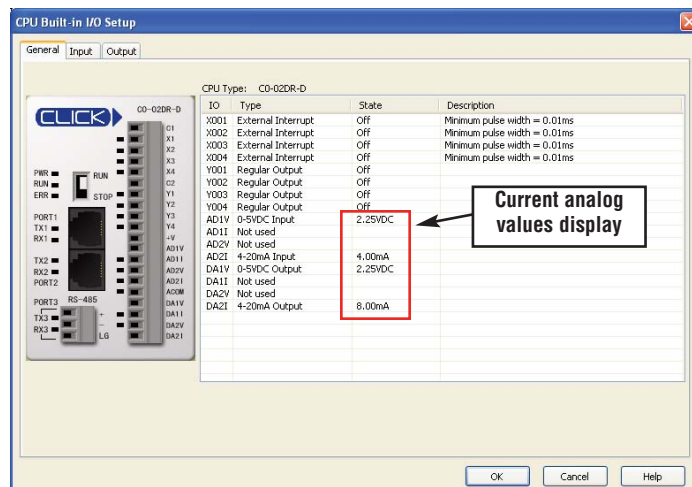 CPU Built-in I/O Setup
General Input Output
CPU Type: C0-02DR-D
IO Type State Description
X001 External Interrupt Off Minimum pulse width = 0.01ms
X002 External Interrupt Off Minimum pulse width = 0.01ms
X003 External Interrupt Off Minimum pulse width = 0.01ms
X004 External Interrupt Off Minimum pulse width = 0.01ms
Y001 Regular Output Off
Y002 Regular Output Off
Y003 Regular Output Off
Y004 Regular Output Off
AD1V 0-5VDC Input 2.25VDC
AD1I Not used
AD2V Not used
AD2I 4-20mA Input 4.00mA
DA1V 0-5VDC Output 2.25VDC
DA1I Not used
DA2V Not used
DA2I 4-20mA Output 8.00mA
Current analog
values display
CLICK
C0-02DR-D
C1
X1
X2
X3
X4
C2
Y1
Y2
Y3
Y4
+V
AD1V
AD1I
AD2V
AD2I
ACOM
DA1V
DA1I
DA2V
DA2I
PWR
RUN
ERR
RUN
STOP
PORT1
TX1
RX1
TX2
RX2
PORT2
PORT3 RS-485
TX3 +
RX3 -
LG
OK Cancel Help